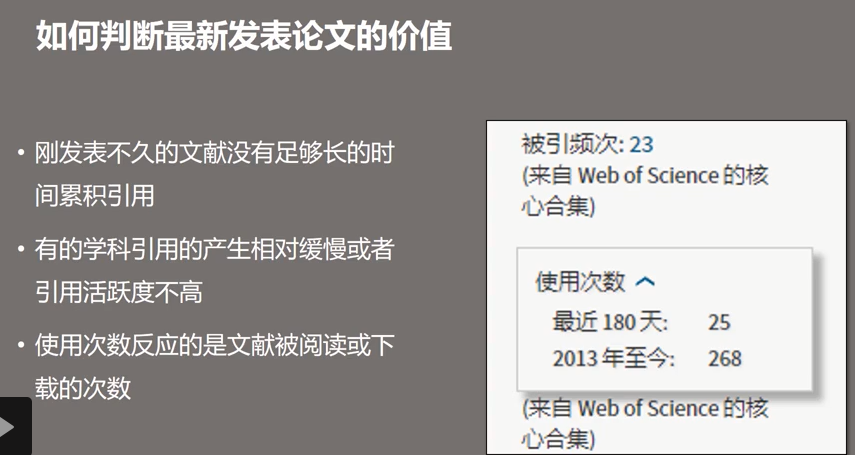 如何判断最新发表论文的价值
• 刚发表不久的文献没有足够长的时
间累积引用
• 有的学科引用的产生相对缓慢或者
引用活跃度不高
• 使用次数反应的是文献被阅读或下
载的次数
被引频次: 23
(来自 Web of Science 的核
心合集)
使用次数
最近 180 天: 25
2013 年至今: 268
(来自 Web of Science 的核
心合集)